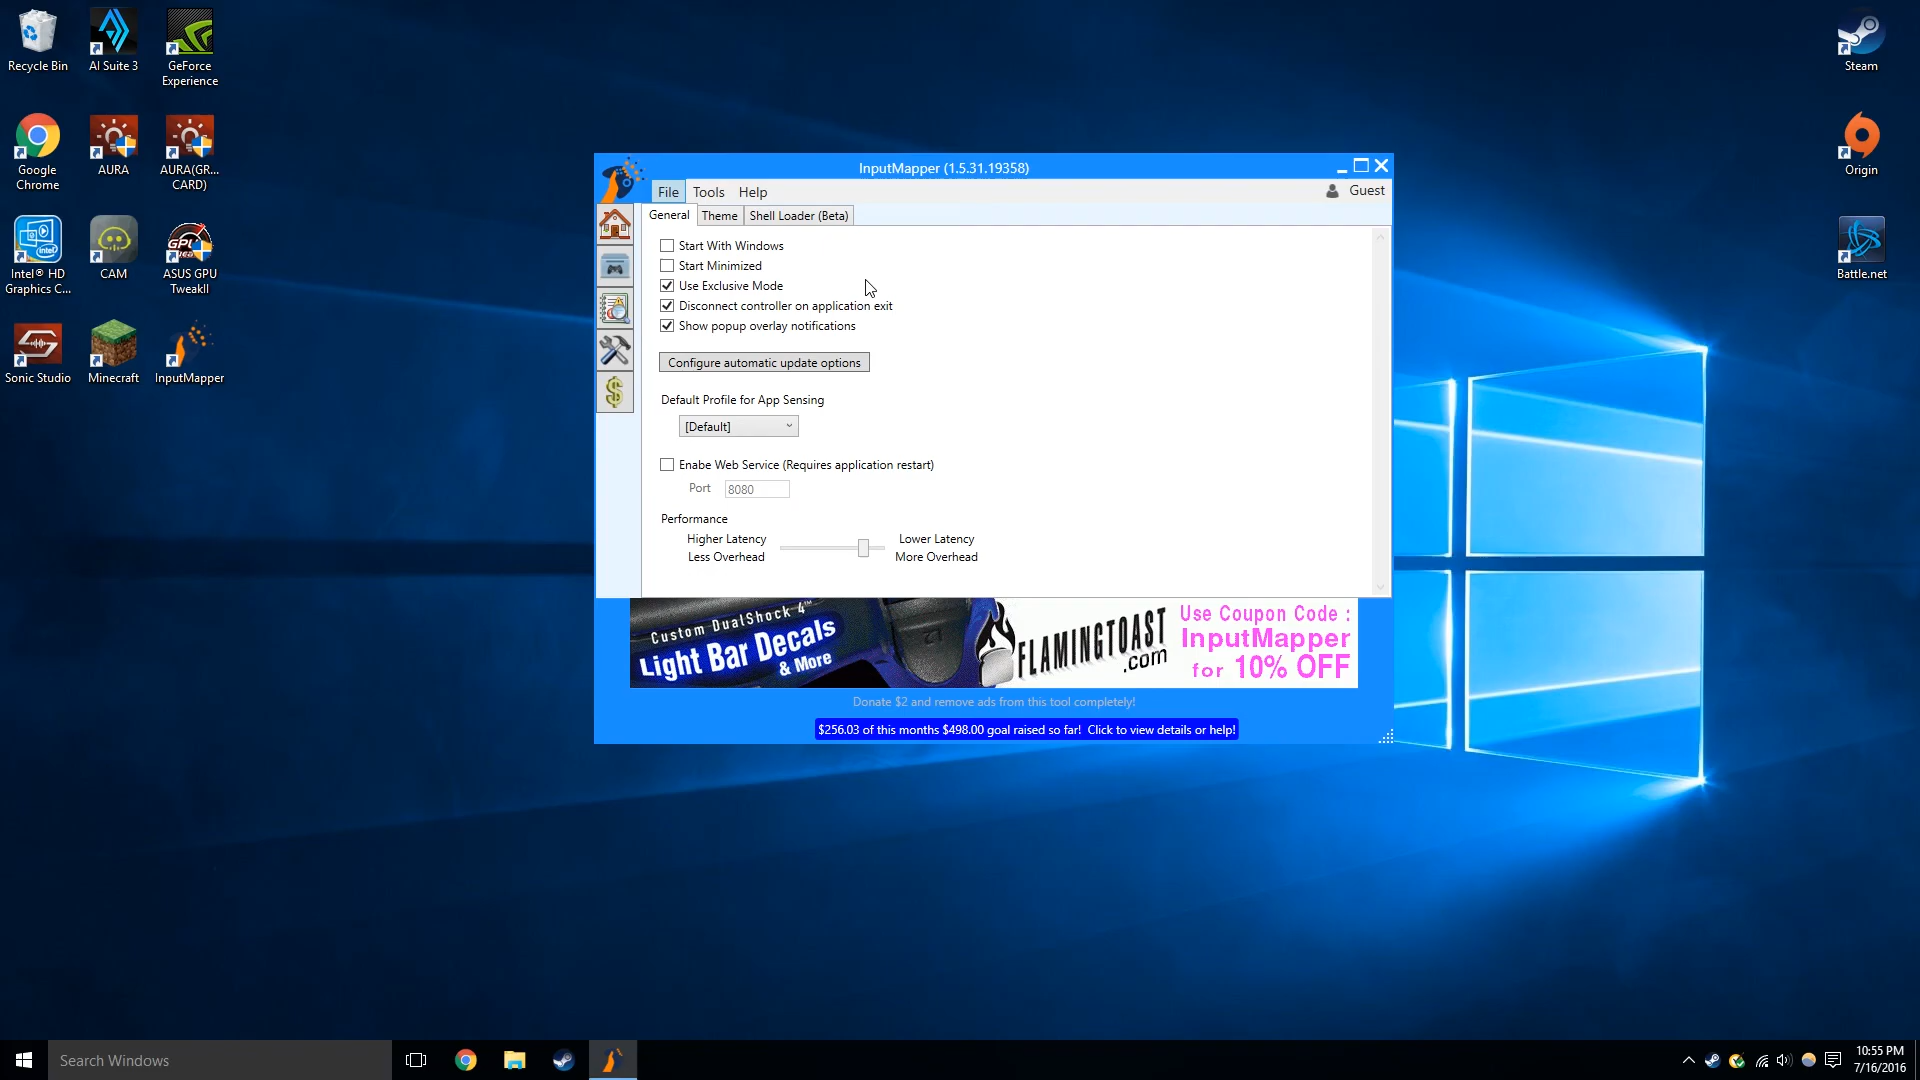 Recycle Bin
AI Suite 3
GeForce
Experience
Google
Chrome
AURA
AURA(GR...
CARD)
Intel® HD
Graphics C...
CAM
ASUS GPU
TweakII
Sonic Studio
Minecraft
InputMapper
Steam
Origin
Battle.net
InputMapper (1.5.31.19358)
File Tools Help
Guest
General Theme Shell Loader (Beta)
Start With Windows
Start Minimized
Use Exclusive Mode
Disconnect controller on application exit
Show popup overlay notifications
Configure automatic update options
Default Profile for App Sensing
[Default]
Enabe Web Service (Requires application restart)
Port 8080
Performance
Higher Latency
Less Overhead
Lower Latency
More Overhead
Custom DualShock 4™
Light Bar Decals
& More
FLAMINGTOAST
.com
Use Coupon Code :
InputMapper
for 10% OFF
Donate $2 and remove ads from this tool completely!
$256.03 of this months $498.00 goal raised so far! Click to view details or help!
Search Windows
10:55 PM
7/16/2016